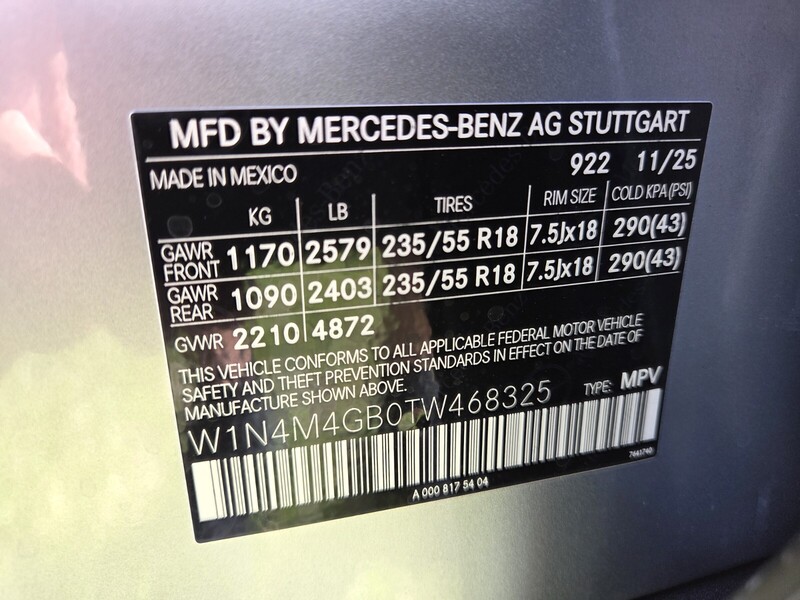 MFD BY MERCEDES-BENZ AG STUTTGART
MADE IN MEXICO 922 11/25
KG LB TIRES RIM SIZE COLD KPA(PSI)
GAWR FRONT 1170 2579 235/55 R18 7.5Jx18 290(43)
GAWR REAR 1090 2403 235/55 R18 7.5Jx18 290(43)
GVWR 2210 4872
THIS VEHICLE CONFORMS TO ALL APPLICABLE FEDERAL MOTOR VEHICLE
SAFETY AND THEFT PREVENTION STANDARDS IN EFFECT ON THE DATE OF
MANUFACTURE SHOWN ABOVE.
W1N4M4GB0TW468325 TYPE: MPV
7441740
A 000 817 54 04